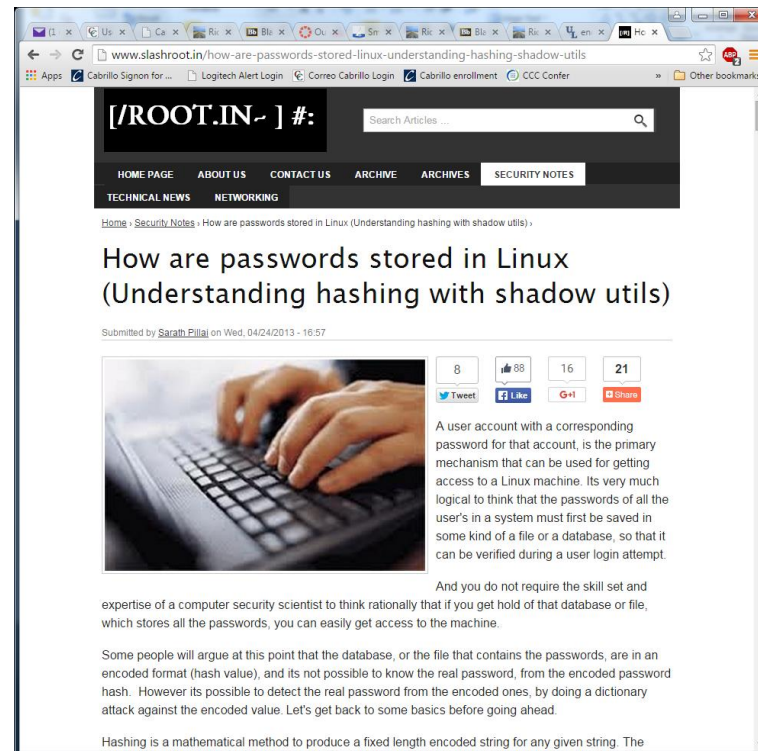 (1
Us
Ca
Ric
Bla
Ou
Sm
Ric
Bla
Ric
en
Ho
www.slashroot.in/how-are-passwords-stored-linux-understanding-hashing-shadow-utils
ABP
2
Apps
Cabrillo Signon for ...
Logitech Alert Login
Correo Cabrillo Login
Cabrillo enrollment
CCC Confer
»
Other bookmarks
[/ROOT.IN~ ] #:
Search Articles ...
HOME PAGE ABOUT US CONTACT US ARCHIVE ARCHIVES SECURITY NOTES
TECHNICAL NEWS NETWORKING
Home › Security Notes › How are passwords stored in Linux (Understanding hashing with shadow utils) ›
How are passwords stored in Linux
(Understanding hashing with shadow utils)
Submitted by Sarath Pillai on Wed, 04/24/2013 - 16:57
8 88 16 21
Tweet Like G+1 Share
A user account with a corresponding
password for that account, is the primary
mechanism that can be used for getting
access to a Linux machine. Its very much
logical to think that the passwords of all the
user's in a system must first be saved in
some kind of a file or a database, so that it
can be verified during a user login attempt.
And you do not require the skill set and
expertise of a computer security scientist to think rationally that if you get hold of that database or file,
which stores all the passwords, you can easily get access to the machine.
Some people will argue at this point that the database, or the file that contains the passwords, are in an
encoded format (hash value), and its not possible to know the real password, from the encoded password
hash. However its possible to detect the real password from the encoded ones, by doing a dictionary
attack against the encoded value. Let's get back to some basics before going ahead.
Hashing is a mathematical method to produce a fixed length encoded string for any given string. The